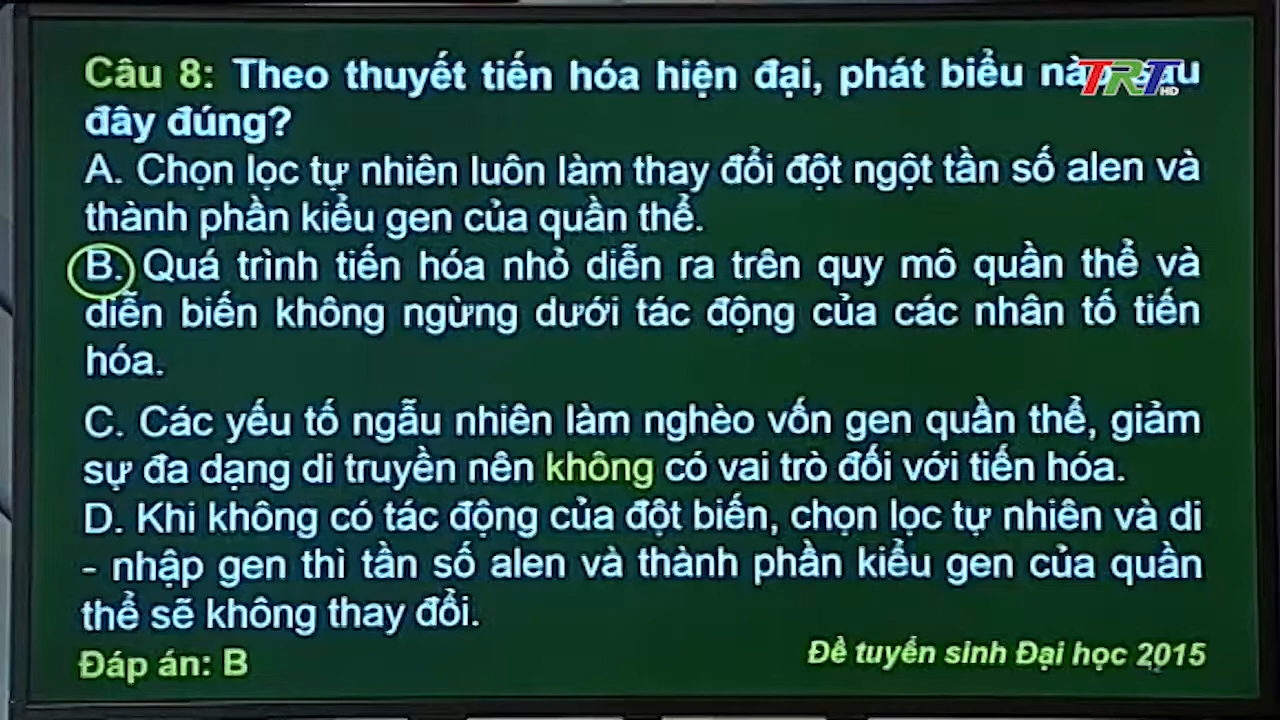 Câu 8: Theo thuyết tiến hóa hiện đại, phát biểu nào sau
TRT HD
đây đúng?
A. Chọn lọc tự nhiên luôn làm thay đổi đột ngột tần số alen và
thành phần kiểu gen của quần thể.
B. Quá trình tiến hóa nhỏ diễn ra trên quy mô quần thể và
diễn biến không ngừng dưới tác động của các nhân tố tiến
hóa.
C. Các yếu tố ngẫu nhiên làm nghèo vốn gen quần thể, giảm
sự đa dạng di truyền nên không có vai trò đối với tiến hóa.
D. Khi không có tác động của đột biến, chọn lọc tự nhiên và di
- nhập gen thì tần số alen và thành phần kiểu gen của quần
thể sẽ không thay đổi.
Đáp án: B
Đề tuyển sinh Đại học 2015